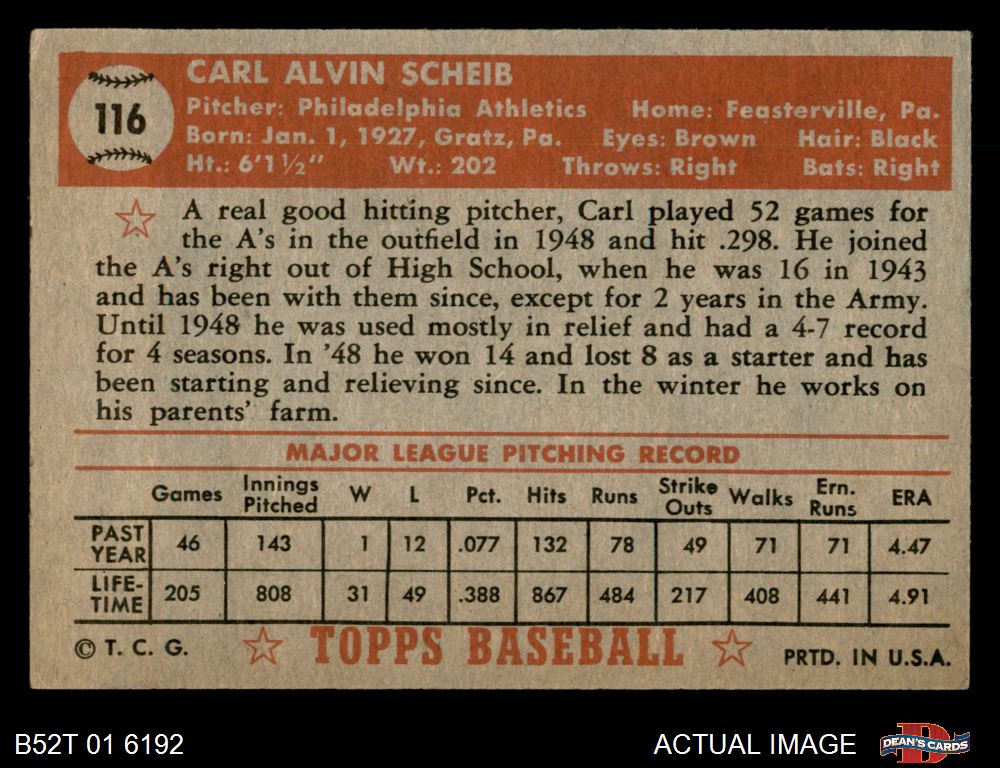 116
CARL ALVIN SCHEIB
Pitcher: Philadelphia Athletics Home: Feasterville, Pa.
Born: Jan. 1, 1927, Gratz, Pa. Eyes: Brown Hair: Black
Ht.: 6'1½" Wt.: 202 Throws: Right Bats: Right
A real good hitting pitcher, Carl played 52 games for
the A's in the outfield in 1948 and hit .298. He joined
the A's right out of High School, when he was 16 in 1943
and has been with them since, except for 2 years in the Army.
Until 1948 he was used mostly in relief and had a 4-7 record
for 4 seasons. In '48 he won 14 and lost 8 as a starter and has
been starting and relieving since. In the winter he works on
his parents' farm.
MAJOR LEAGUE PITCHING RECORD
Games Innings Pitched W L Pct. Hits Runs Strike Outs Walks Ern. Runs ERA
PAST YEAR 46 143 1 12 .077 132 78 49 71 71 4.47
LIFE-TIME 205 808 31 49 .388 867 484 217 408 441 4.91
© T. C. G. TOPPS BASEBALL PRTD. IN U.S.A.
B52T 01 6192 ACTUAL IMAGE DEAN'S CARDS